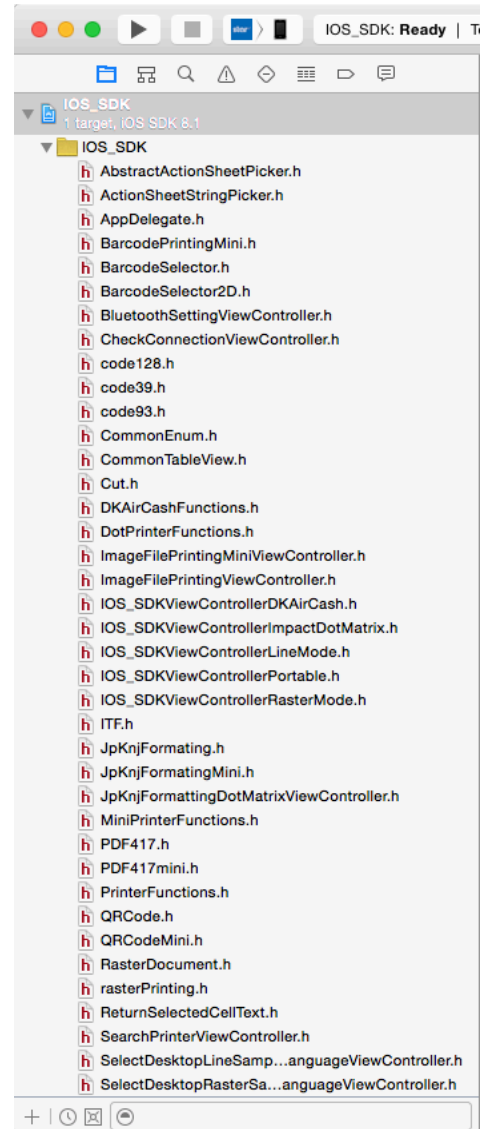 star IOS_SDK: Ready | T
IOS_SDK
1 target, iOS SDK 8.1
IOS_SDK
h AbstractActionSheetPicker.h
h ActionSheetStringPicker.h
h AppDelegate.h
h BarcodePrintingMini.h
h BarcodeSelector.h
h BarcodeSelector2D.h
h BluetoothSettingViewController.h
h CheckConnectionViewController.h
h code128.h
h code39.h
h code93.h
h CommonEnum.h
h CommonTableView.h
h Cut.h
h DKAirCashFunctions.h
h DotPrinterFunctions.h
h ImageFilePrintingMiniViewController.h
h ImageFilePrintingViewController.h
h IOS_SDKViewControllerDKAirCash.h
h IOS_SDKViewControllerImpactDotMatrix.h
h IOS_SDKViewControllerLineMode.h
h IOS_SDKViewControllerPortable.h
h IOS_SDKViewControllerRasterMode.h
h ITF.h
h JpKnjFormating.h
h JpKnjFormatingMini.h
h JpKnjFormattingDotMatrixViewController.h
h MiniPrinterFunctions.h
h PDF417.h
h PDF417mini.h
h PrinterFunctions.h
h QRCode.h
h QRCodeMini.h
h RasterDocument.h
h rasterPrinting.h
h ReturnSelectedCellText.h
h SearchPrinterViewController.h
h SelectDesktopLineSamp...anguageViewController.h
h SelectDesktopRasterSa...anguageViewController.h